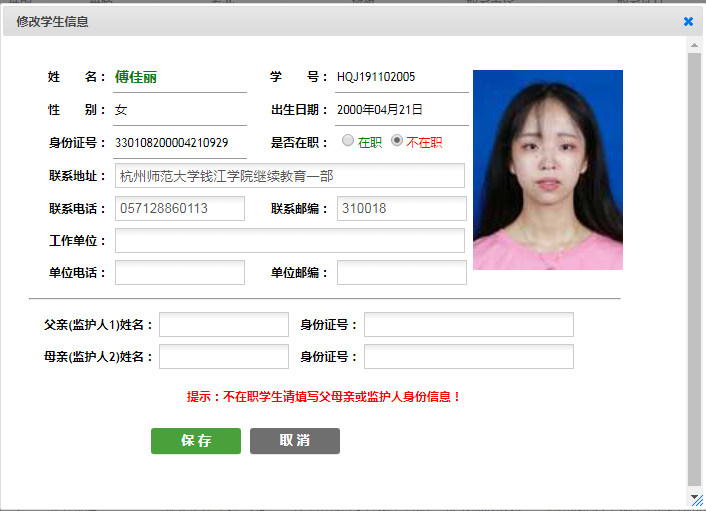 修改学生信息
姓 名： 傅佳丽 学 号： HQJ191102005
性 别： 女 出生日期： 2000年04月21日
身份证号： 330108200004210929 是否在职： 在职 不在职
联系地址： 杭州师范大学钱江学院继续教育一部
联系电话： 057128860113 联系邮编： 310018
工作单位：
单位电话： 单位邮编：
父亲(监护人1)姓名： 身份证号：
母亲(监护人2)姓名： 身份证号：
提示：不在职学生请填写父母亲或监护人身份信息！
保 存 取 消